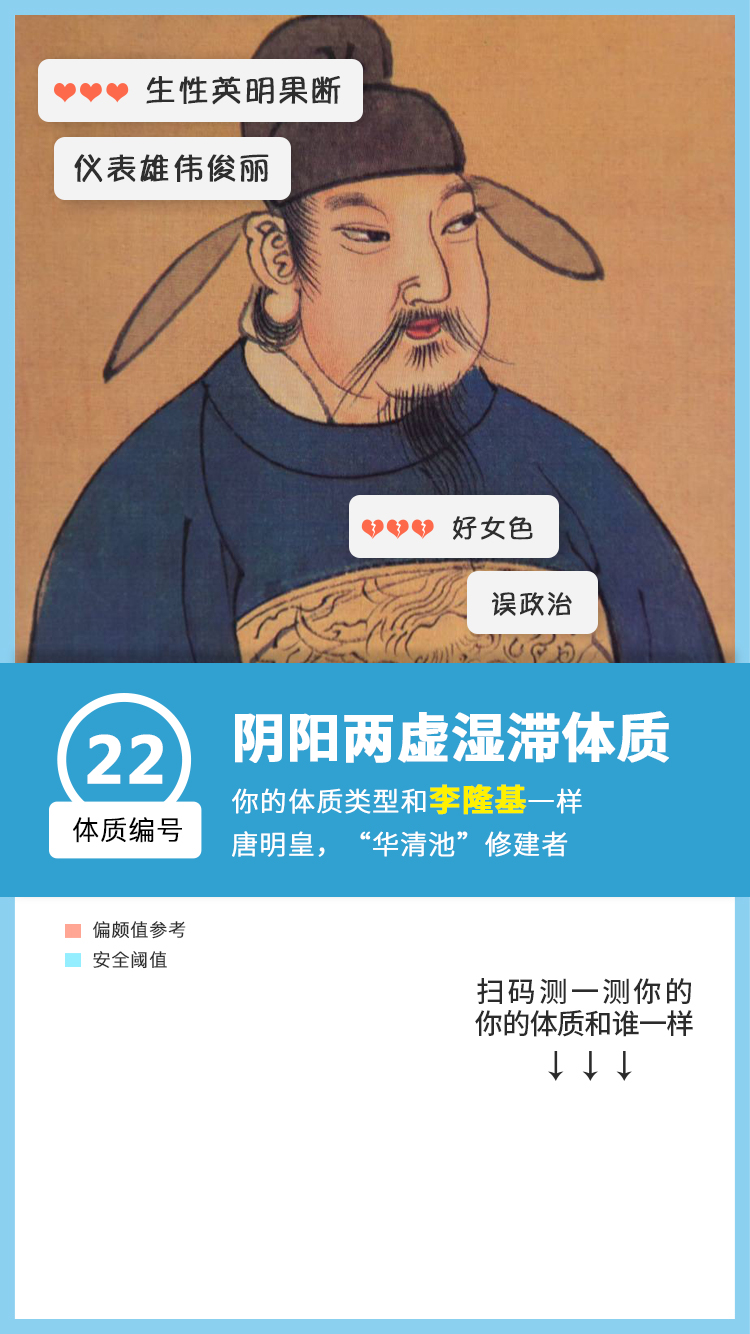 生性英明果断
仪表雄伟俊丽
好女色
误政治
22
体质编号
阴阳两虚湿滞体质
你的体质类型和李隆基一样
唐明皇，“华清池”修建者
偏颇值参考
安全阈值
扫码测一测你的
你的体质和谁一样
↓ ↓ ↓